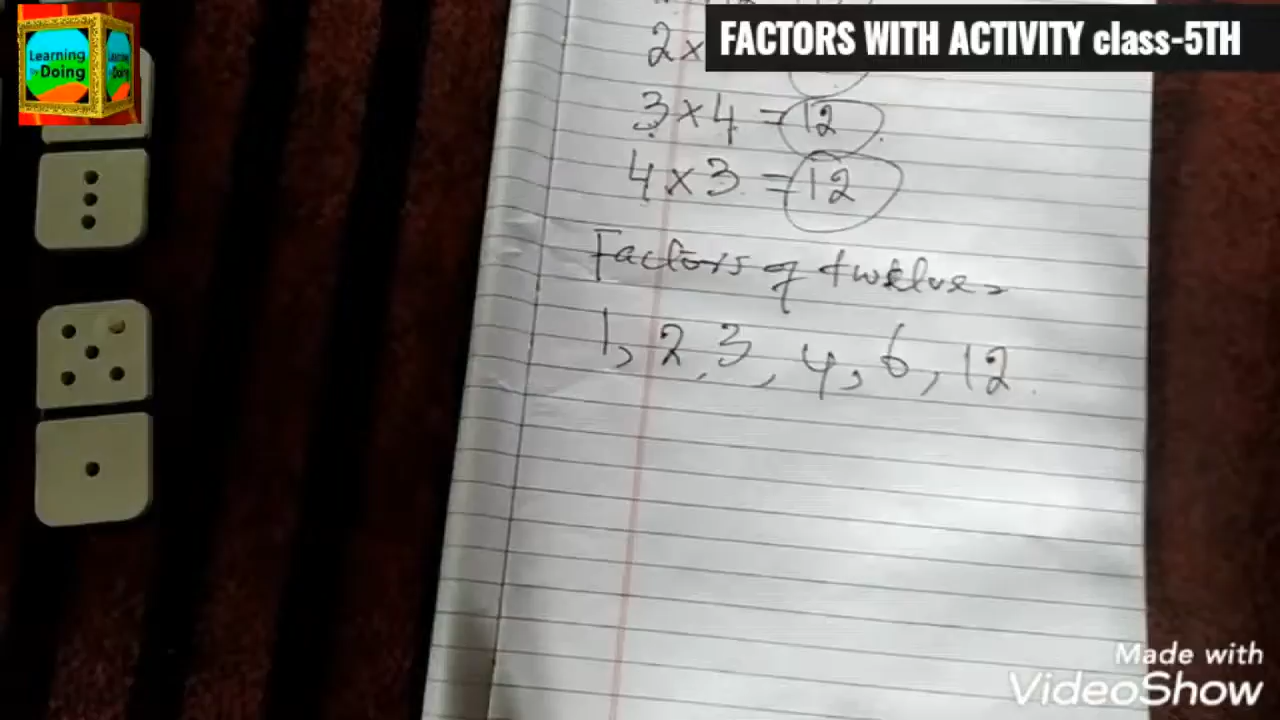 FACTORS WITH ACTIVITY class-5TH
Learning
by Doing
2×
3×4 = 12
4×3 = 12
Factors of twelve =
1, 2, 3, 4, 6, 12
Made with
VideoShow